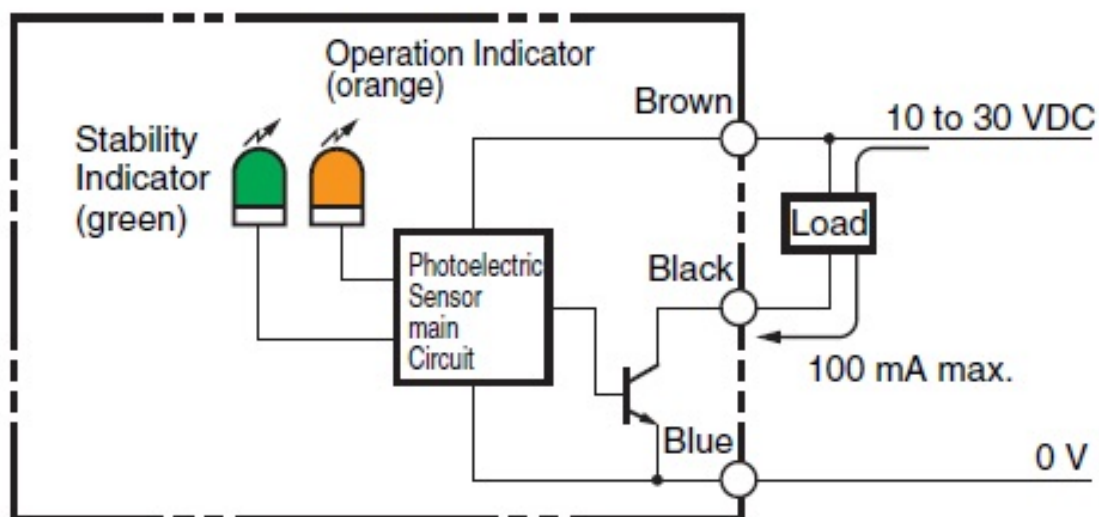 Operation Indicator
(orange)
Stability
Indicator
(green)
Brown
10 to 30 VDC
Load
Photoelectric
Sensor
main
Circuit
Black
100 mA max.
Blue
0 V